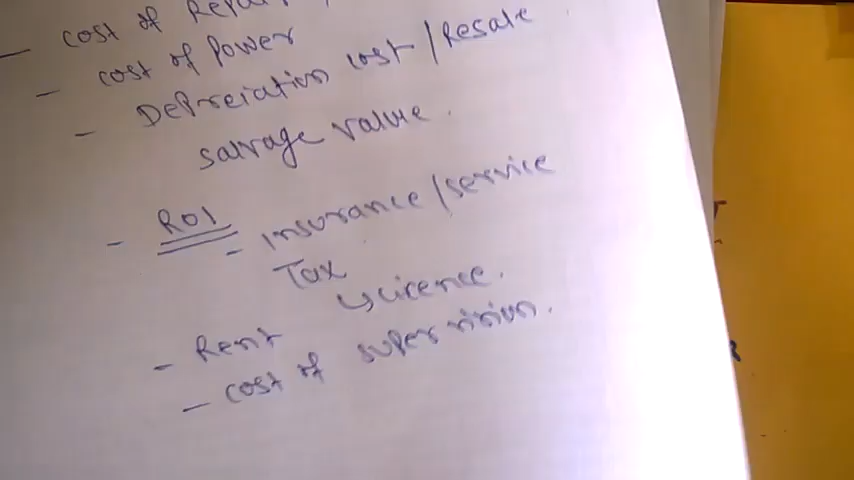 - cost of Repair
- cost of Power
- Depreciation cost/Resale
salvage value.
- ROI
- Insurance/service
Tax
↳ licence.
- Rent
- cost of supervision.